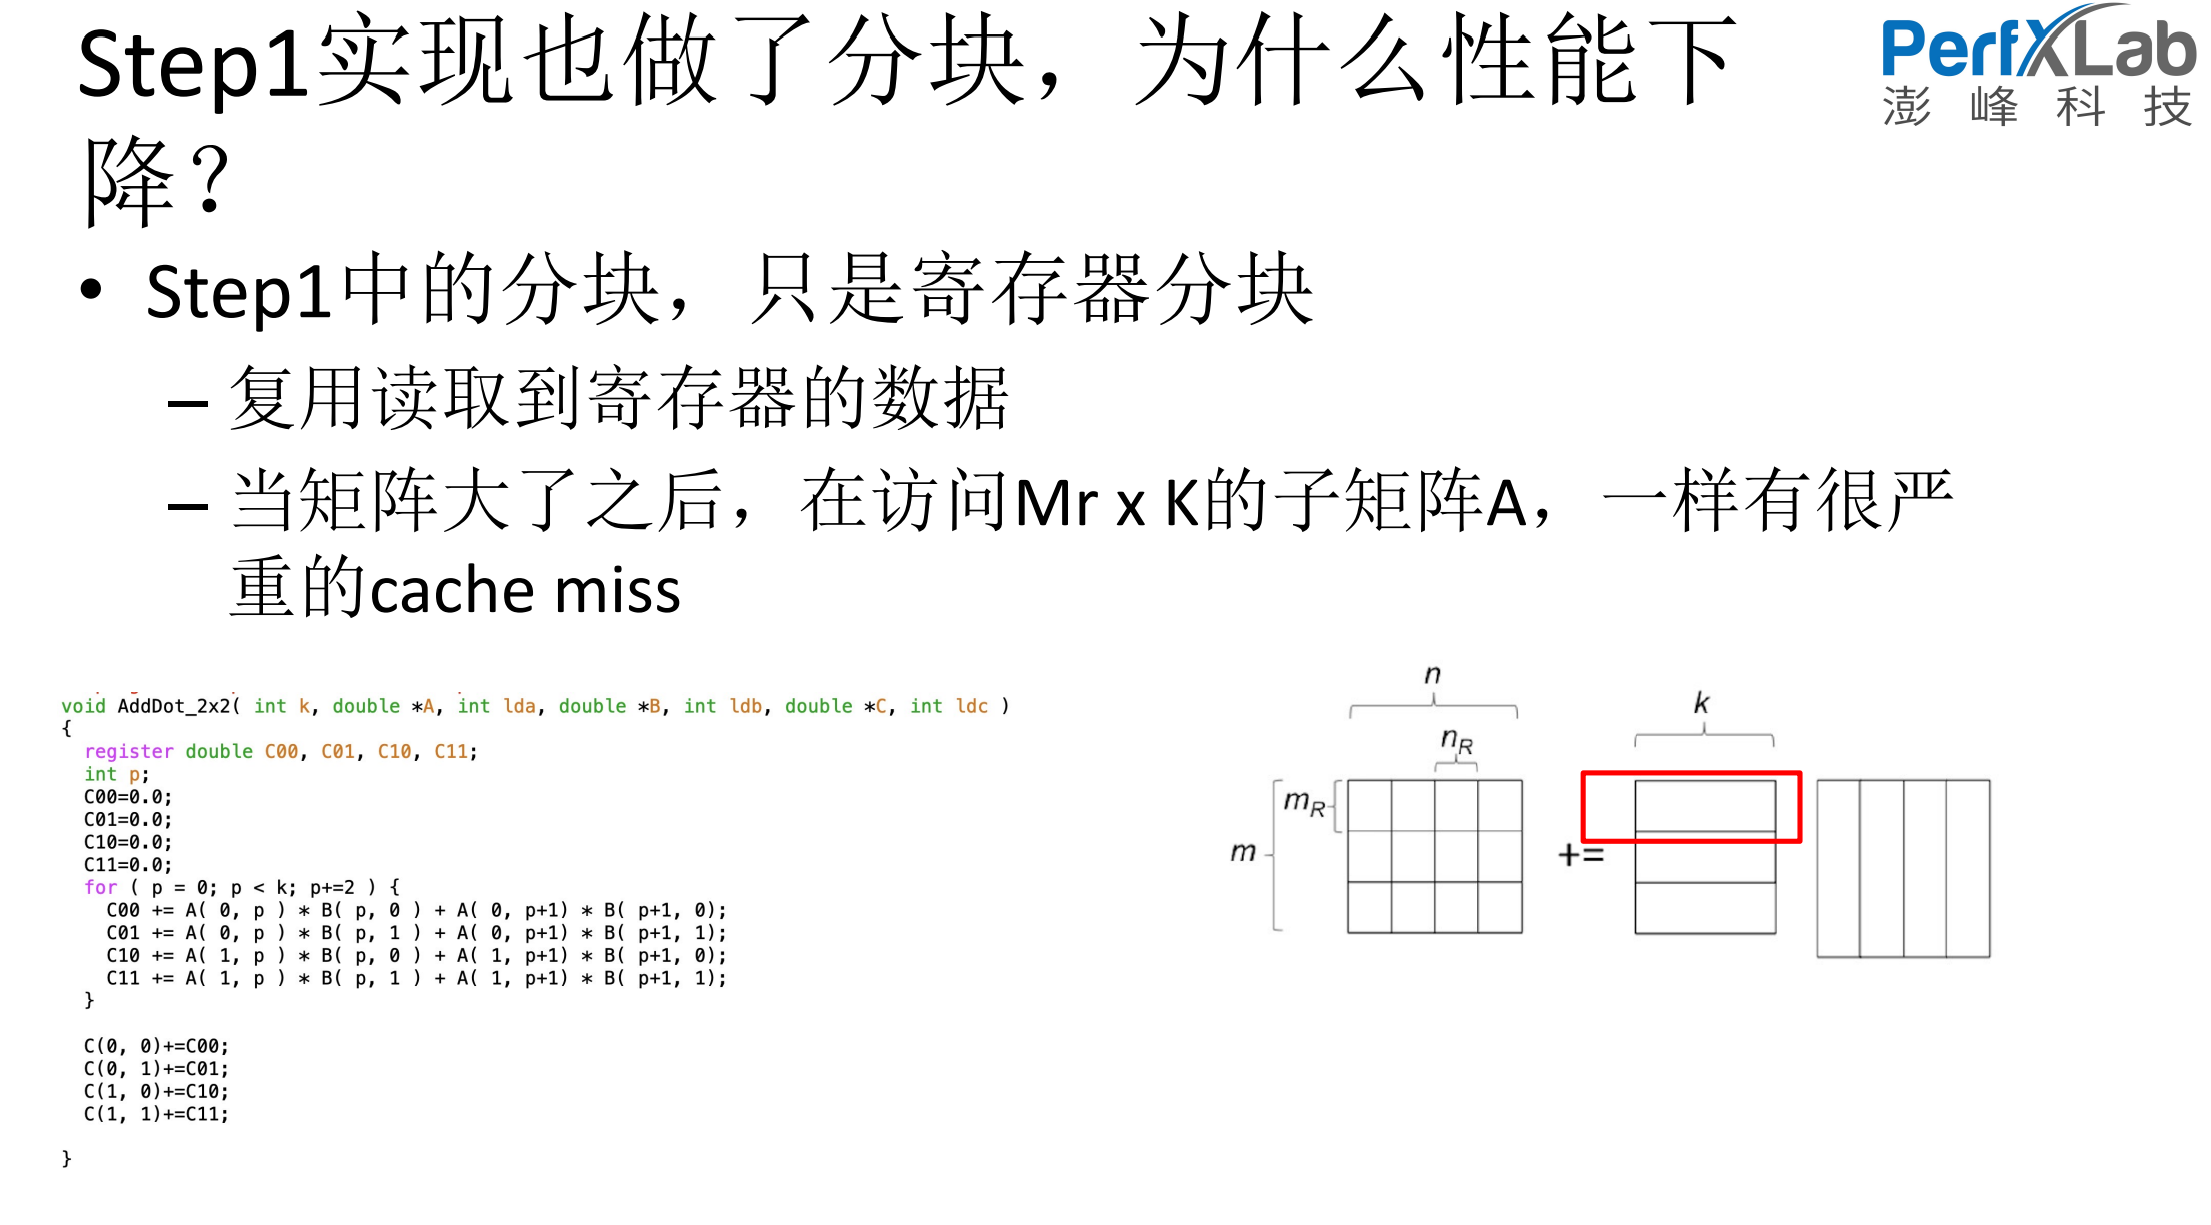 Step1实现也做了分块，为什么性能下
降？
PerfXLab
澎峰科技
• Step1中的分块，只是寄存器分块
– 复用读取到寄存器的数据
– 当矩阵大了之后，在访问Mr x K的子矩阵A，一样有很严
重的cache miss
void AddDot_2x2( int k, double *A, int lda, double *B, int ldb, double *C, int ldc )
{
  register double C00, C01, C10, C11;
  int p;
  C00=0.0;
  C01=0.0;
  C10=0.0;
  C11=0.0;
  for ( p = 0; p < k; p+=2 ) {
    C00 += A( 0, p ) * B( p, 0 ) + A( 0, p+1) * B( p+1, 0);
    C01 += A( 0, p ) * B( p, 1 ) + A( 0, p+1) * B( p+1, 1);
    C10 += A( 1, p ) * B( p, 0 ) + A( 1, p+1) * B( p+1, 0);
    C11 += A( 1, p ) * B( p, 1 ) + A( 1, p+1) * B( p+1, 1);
  }
  C(0, 0)+=C00;
  C(0, 1)+=C01;
  C(1, 0)+=C10;
  C(1, 1)+=C11;
}
n
k
nR
mR
m
+=